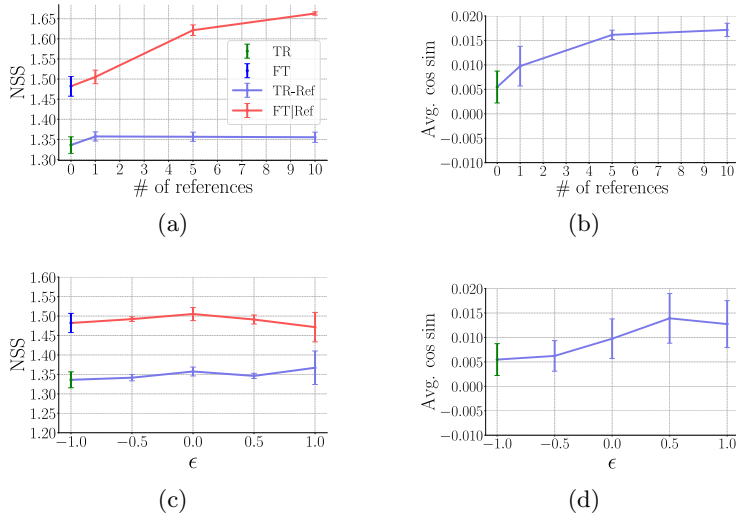 NSS
1.65
1.60
1.55
1.50
1.45
1.40
1.35
1.30
TR
FT
TR-Ref
FT|Ref
0 1 2 3 4 5 6 7 8 9 10
# of references
(a)
Avg. cos sim
0.020
0.015
0.010
0.005
0.000
−0.005
−0.010
0 1 2 3 4 5 6 7 8 9 10
# of references
(b)
NSS
1.60
1.55
1.50
1.45
1.40
1.35
1.30
1.25
1.20
−1.0 −0.5 0.0 0.5 1.0
ϵ
(c)
Avg. cos sim
0.020
0.015
0.010
0.005
0.000
−0.005
−0.010
−1.0 −0.5 0.0 0.5 1.0
ϵ
(d)